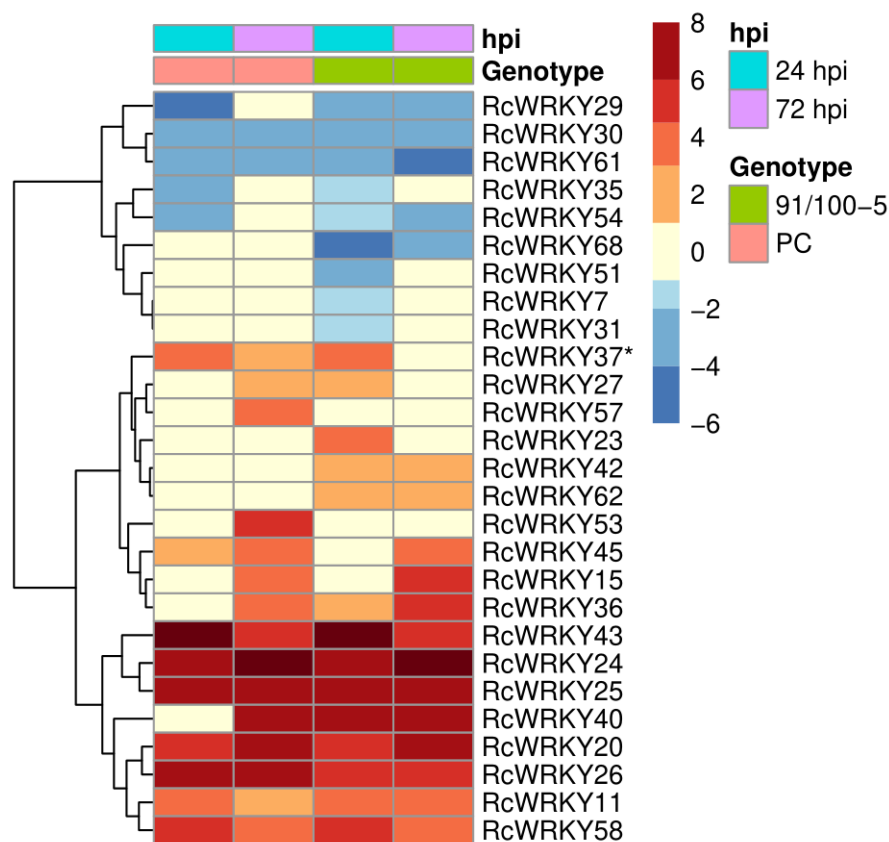 hpi
Genotype
RcWRKY29
RcWRKY30
RcWRKY61
RcWRKY35
RcWRKY54
RcWRKY68
RcWRKY51
RcWRKY7
RcWRKY31
RcWRKY37*
RcWRKY27
RcWRKY57
RcWRKY23
RcWRKY42
RcWRKY62
RcWRKY53
RcWRKY45
RcWRKY15
RcWRKY36
RcWRKY43
RcWRKY24
RcWRKY25
RcWRKY40
RcWRKY20
RcWRKY26
RcWRKY11
RcWRKY58
8
6
4
2
0
−2
−4
−6
hpi
24 hpi
72 hpi
Genotype
91/100−5
PC